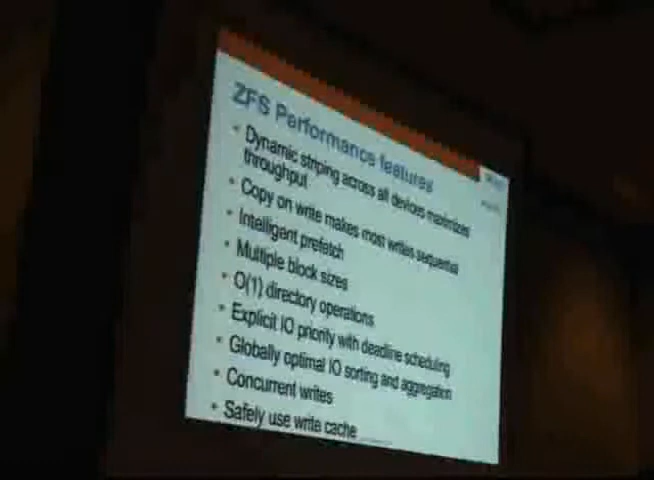 ZFS Performance features
Dynamic striping across all devices maximizes
throughput
Copy on write makes most writes sequential
Intelligent prefetch
Multiple block sizes
O(1) directory operations
Explicit IO priority with deadline scheduling
Globally optimal IO sorting and aggregation
Concurrent writes
Safely use write cache